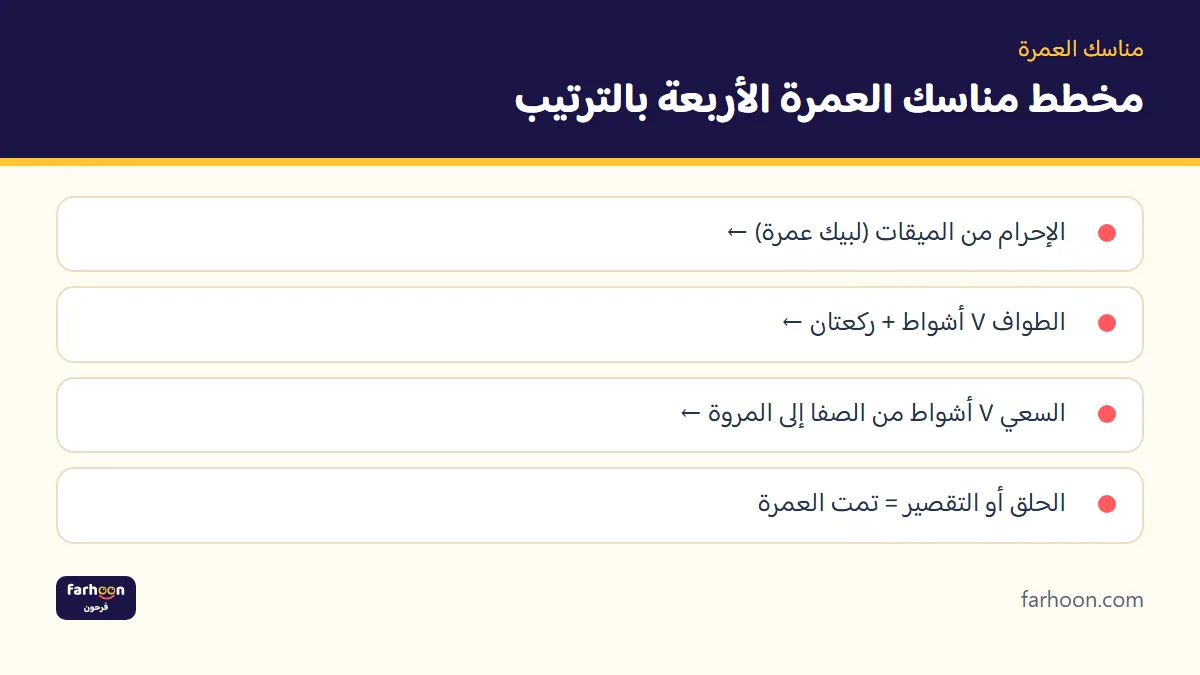 مناسك العمرة
مخطط مناسك العمرة الأربعة بالترتيب
الإحرام من الميقات (لبيك عمرة) ←
الطواف ٧ أشواط + ركعتان ←
السعي ٧ أشواط من الصفا إلى المروة ←
الحلق أو التقصير = تمت العمرة
farhoon.com
farhoon
فرحون